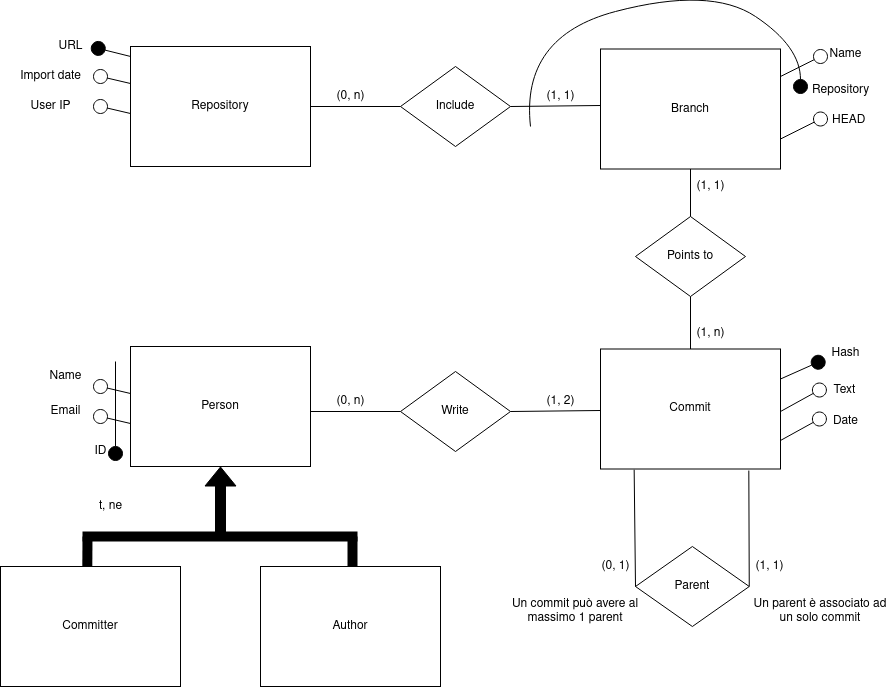 URL
Import date
User IP
Repository
(0, n)
Include
(1, 1)
Branch
Name
Repository
HEAD
(1, 1)
Points to
(1, n)
Name
Email
ID
Person
(0, n)
Write
(1, 2)
Commit
Hash
Text
Date
t, ne
Committer
Author
(0, 1)
Parent
(1, 1)
Un commit può avere al
massimo 1 parent
Un parent è associato ad
un solo commit